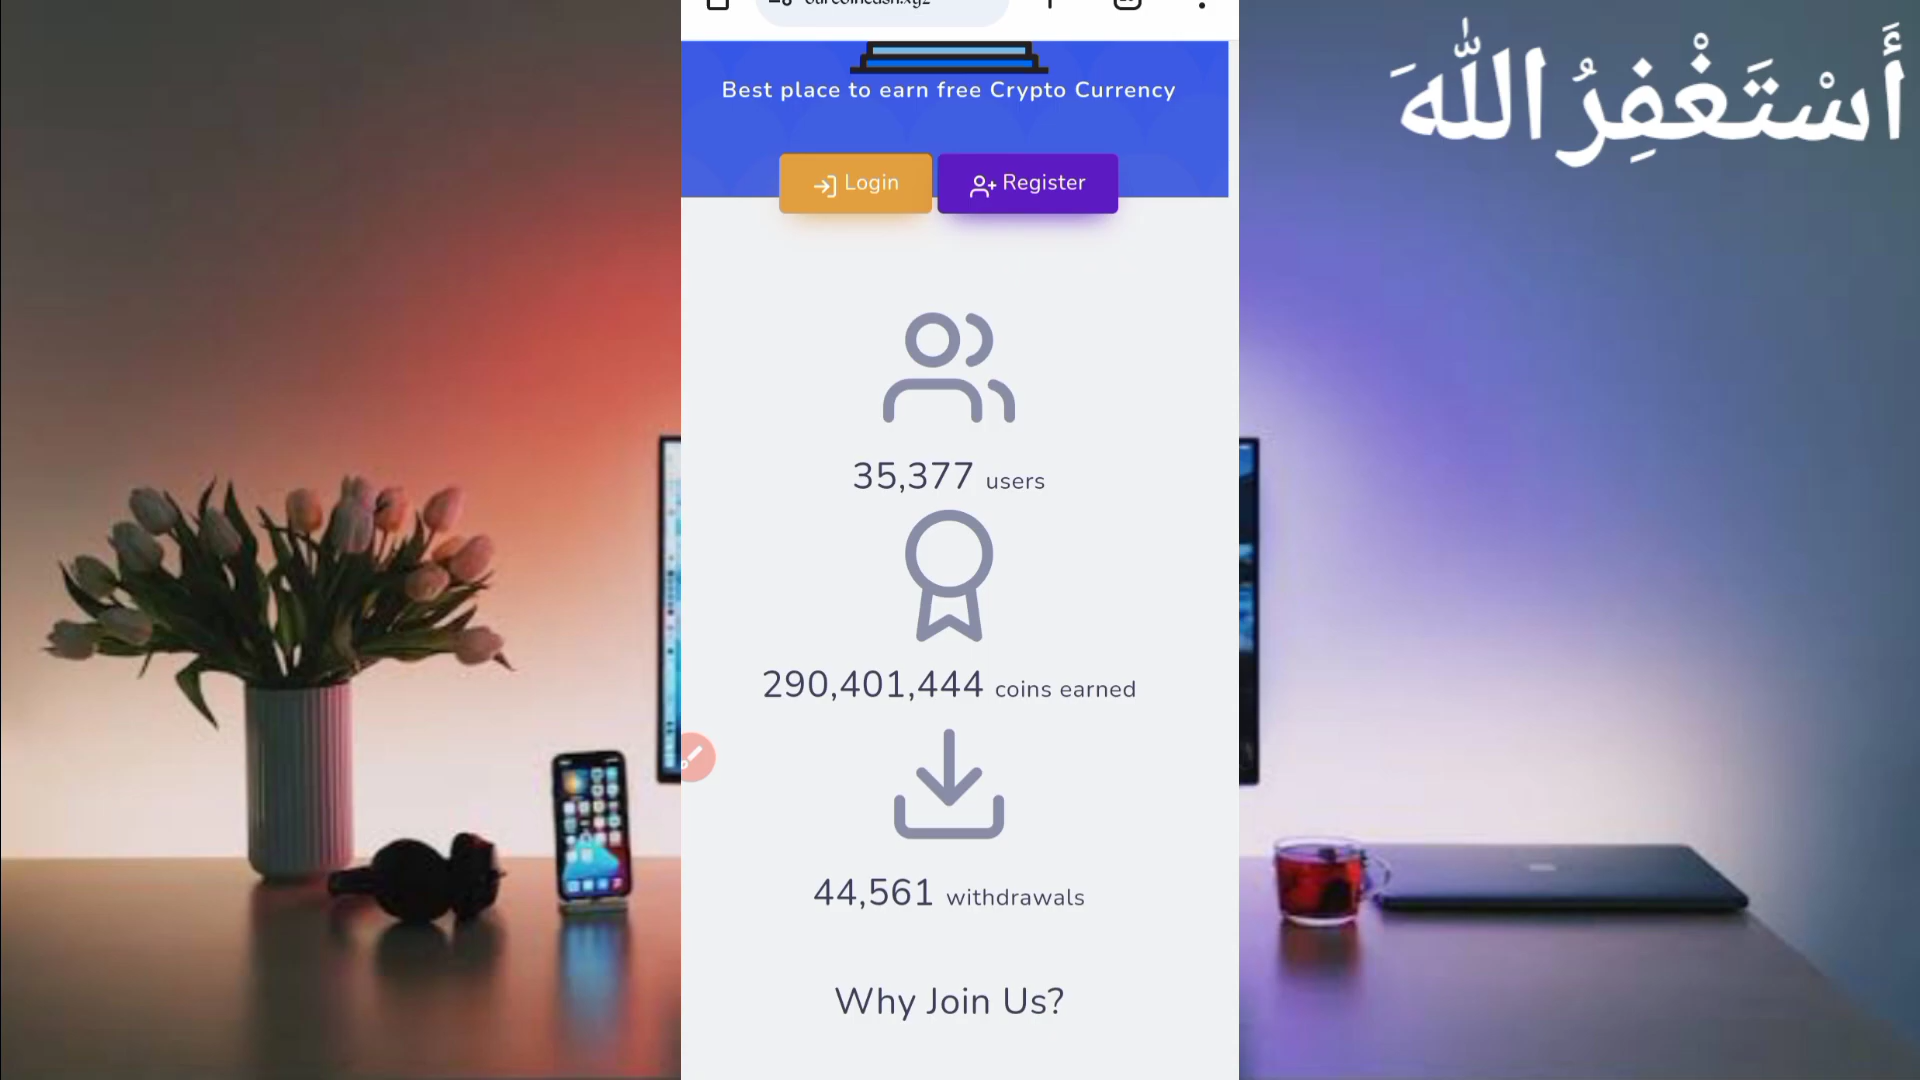 Best place to earn free Crypto Currency
Login
Register
35,377 users
290,401,444 coins earned
44,561 withdrawals
Why Join Us?
أَسْتَغْفِرُ اللّٰهَ